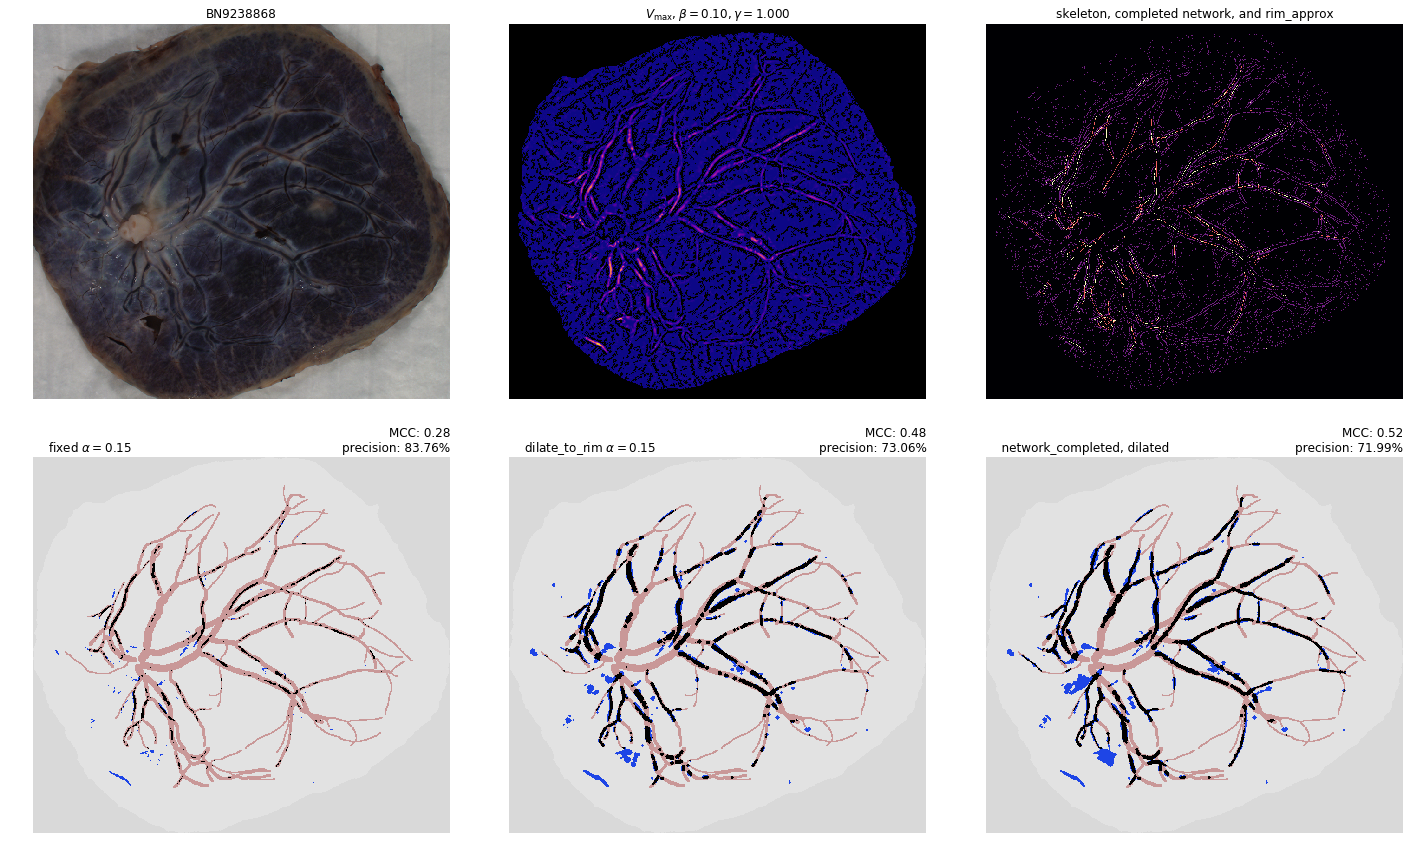 BN9238868
V_max, β = 0.10, γ = 1.000
skeleton, completed network, and rim_approx
MCC: 0.28
fixed α = 0.15 precision: 83.76%
MCC: 0.48
dilate_to_rim α = 0.15 precision: 73.06%
MCC: 0.52
network_completed, dilated precision: 71.99%